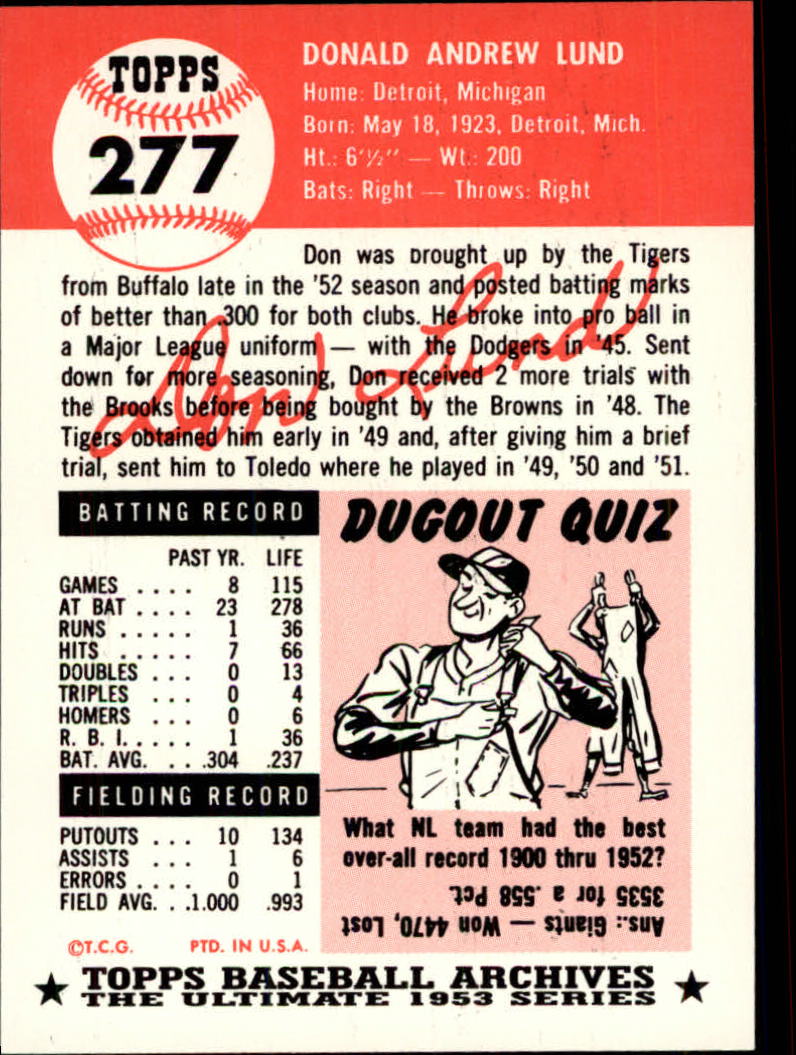 TOPPS
277
DONALD ANDREW LUND
Home: Detroit, Michigan
Born: May 18, 1923, Detroit, Mich.
Ht.: 6'½" — Wt.: 200
Bats: Right — Throws: Right
Don was brought up by the Tigers
from Buffalo late in the '52 season and posted batting marks
of better than .300 for both clubs. He broke into pro ball in
a Major League uniform — with the Dodgers in '45. Sent
down for more seasoning, Don received 2 more trials with
the Brooks before being bought by the Browns in '48. The
Tigers obtained him early in '49 and, after giving him a brief
trial, sent him to Toledo where he played in '49, '50 and '51.
Don Lund
BATTING RECORD
PAST YR. LIFE
GAMES .... 8 115
AT BAT .... 23 278
RUNS ..... 1 36
HITS ..... 7 66
DOUBLES ... 0 13
TRIPLES ... 0 4
HOMERS ... 0 6
R. B. I. ..... 1 36
BAT. AVG. . . .304 .237
FIELDING RECORD
PUTOUTS ... 10 134
ASSISTS ... 1 6
ERRORS .... 0 1
FIELD AVG. . .1.000 .993
©T.C.G. PTD. IN U.S.A.
DUGOUT QUIZ
What NL team had the best
over-all record 1900 thru 1952?
Ans.: Giants — Won 4470, Lost
3535 for a .558 Pct.
★ TOPPS BASEBALL ARCHIVES ★
THE ULTIMATE 1953 SERIES